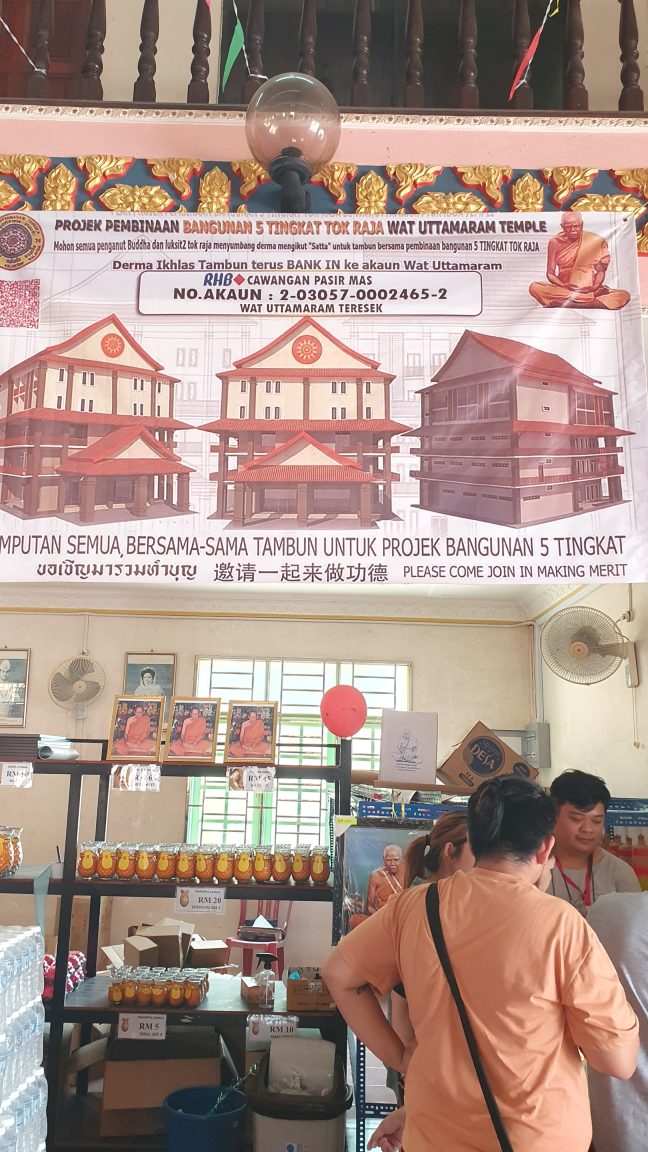 PROJEK PEMBINAAN BANGUNAN 5 TINGKAT TOK RAJA WAT UTTAMARAM TEMPLE
Mohon semua penganut Buddha dan luksit2 tok raja menyumbang derma mengikut "Satta" untuk tambun bersama pembinaan bangunan 5 TINGKAT TOK RAJA
Derma Ikhlas Tambun terus BANK IN ke akaun Wat Uttamaram
RHB CAWANGAN PASIR MAS
NO.AKAUN : 2-03057-0002465-2
WAT UTTAMARAM TERESEK
MPUTAN SEMUA, BERSAMA-SAMA TAMBUN UNTUK PROJEK BANGUNAN 5 TINGKAT
ขอเชิญมารวมทำบุญ 邀请一起来做功德 PLEASE COME JOIN IN MAKING MERIT
DELA
PINEAPPLE CANDLE
RM 20
PINEAPPLE CANDLE
RM 5
RM 10